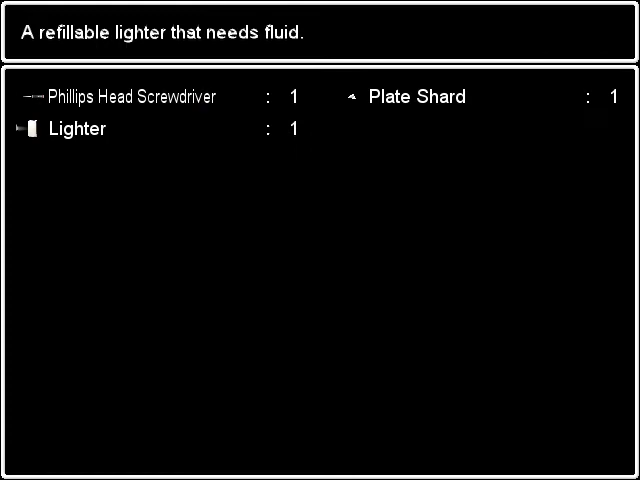 A refillable lighter that needs fluid.
Phillips Head Screwdriver : 1 Plate Shard : 1
Lighter : 1